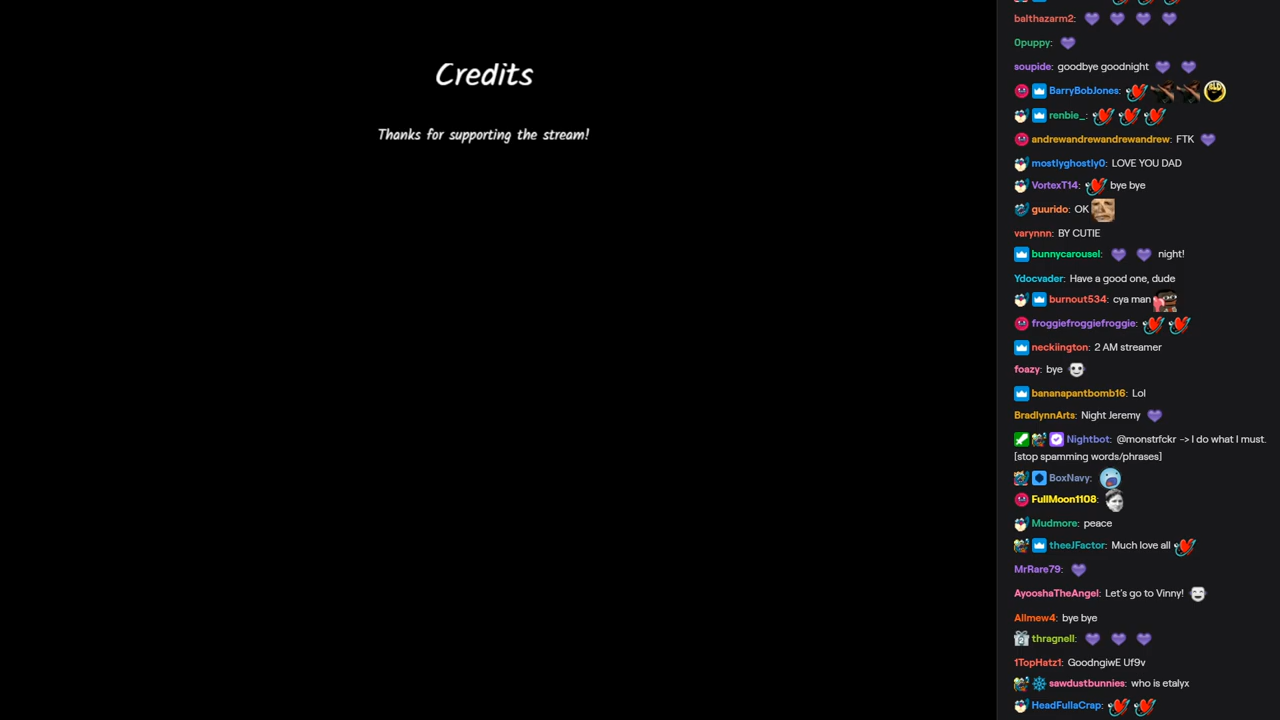 Credits
Thanks for supporting the stream!
balthazarm2:
0puppy:
soupide: goodbye goodnight
BarryBobJones:
renbie_:
andrewandrewandrewandrew: FTK
mostlyghostly0: LOVE YOU DAD
VortexT14: bye bye
guurido: OK
varynnn: BY CUTIE
bunnycarousel: night!
Ydocvader: Have a good one, dude
burnout534: cya man
froggiefroggiefroggie:
neckiington: 2 AM streamer
foazy: bye
bananapantbomb16: Lol
BradlynnArts: Night Jeremy
Nightbot: @monstrfckr -> I do what I must.
[stop spamming words/phrases]
BoxNavy:
FullMoon1108:
Mudmore: peace
theeJFactor: Much love all
MrRare79:
AyooshaTheAngel: Let's go to Vinny!
Ailmew4: bye bye
thragnell:
1TopHatz1: GoodngiwE Uf9v
sawdustbunnies: who is etalyx
HeadFullaCrap: